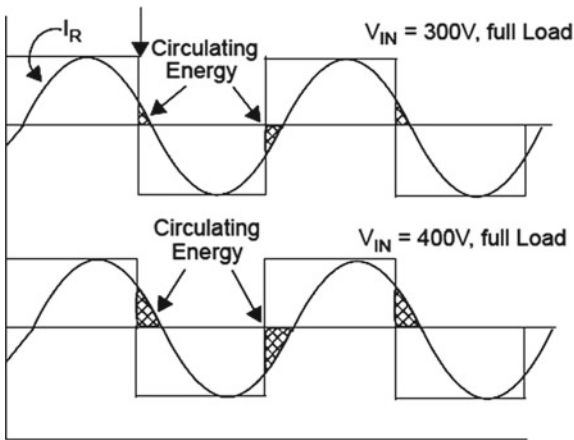 I_R
V_IN = 300V, full Load
Circulating
Energy
V_IN = 400V, full Load
Circulating
Energy